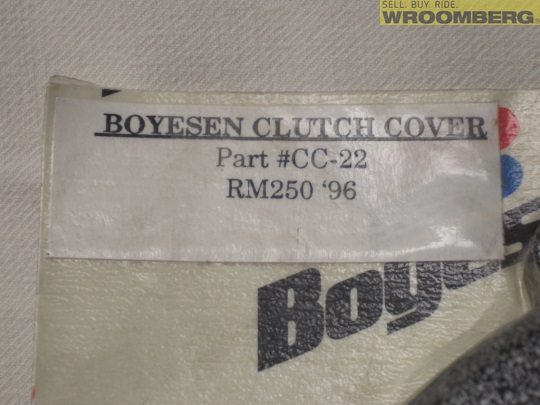 SELL. BUY. RIDE.
WROOMBERG
BOYESEN CLUTCH COVER
Part #CC-22
RM250 ‘96